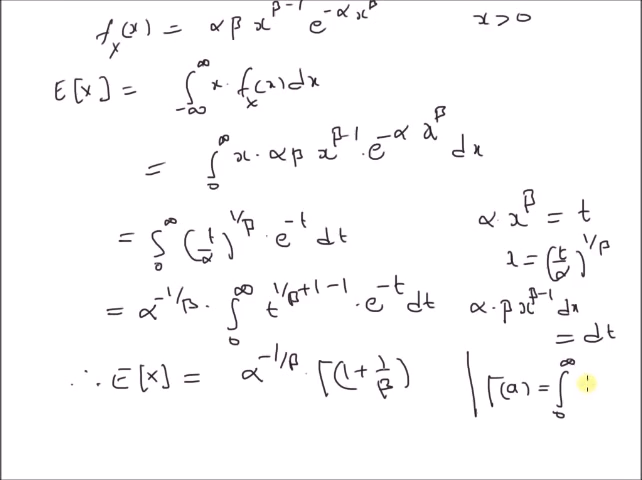 f_X(x) = αβ x^{β-1} e^{-αx^β}    x>0
E[X] = ∫_{-∞}^{∞} x· f_X(x)dx
= ∫_0^∞ x· αβ x^{β-1} · e^{-α x^β} dx
= ∫_0^∞ (t/α)^{1/β} · e^{-t} dt
= α^{-1/β} · ∫_0^∞ t^{1/β+1-1} · e^{-t} dt
∴ E[X] = α^{-1/β} · Γ(1+1/β)
α· x^β = t
x = (t/α)^{1/β}
α·β x^{β-1} dx
= dt
Γ(a) = ∫_0^∞